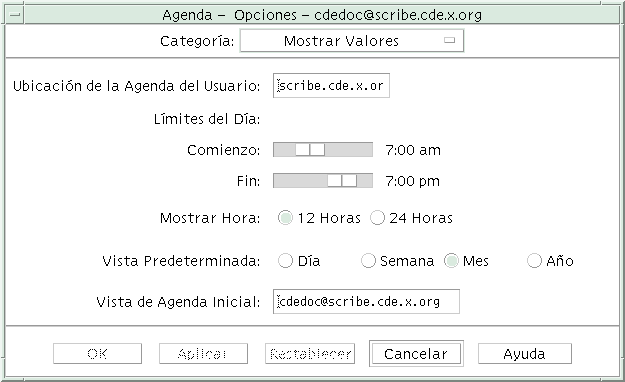 Agenda – Opciones – cdedoc@scribe.cde.x.org
Categoría: Mostrar Valores
Ubicación de la Agenda del Usuario: scribe.cde.x.or
Límites del Día:
Comienzo: 7:00 am
Fin: 7:00 pm
Mostrar Hora: 12 Horas 24 Horas
Vista Predeterminada: Día Semana Mes Año
Vista de Agenda Inicial: cdedoc@scribe.cde.x.org
OK Aplicar Restablecer Cancelar Ayuda